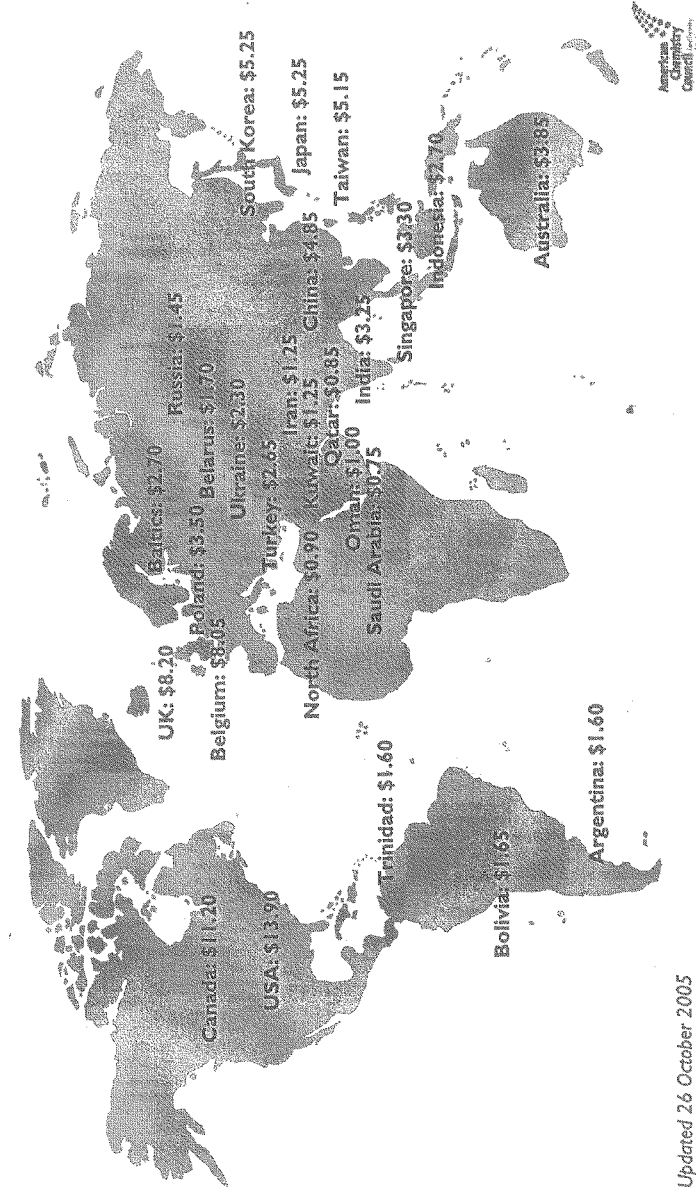 Canada: $11.20
USA: $13.90
Trinidad: $1.60
Bolivia: $1.65
Argentina: $1.60
UK: $8.20
Belgium: $8.05
Baltics: $2.70
Poland: $3.50
Russia: $1.45
Belarus: $1.70
Ukraine: $2.30
Turkey: $2.65
North Africa: $0.90
Iran: $1.25
Kuwait: $1.25
Qatar: $0.85
Oman: $1.00
Saudi Arabia: $0.75
South Korea: $5.25
Japan: $5.25
Taiwan: $5.15
China: $4.85
India: $3.25
Singapore: $3.30
Indonesia: $2.70
Australia: $3.85
Updated 26 October 2005
American
Chemistry
Council